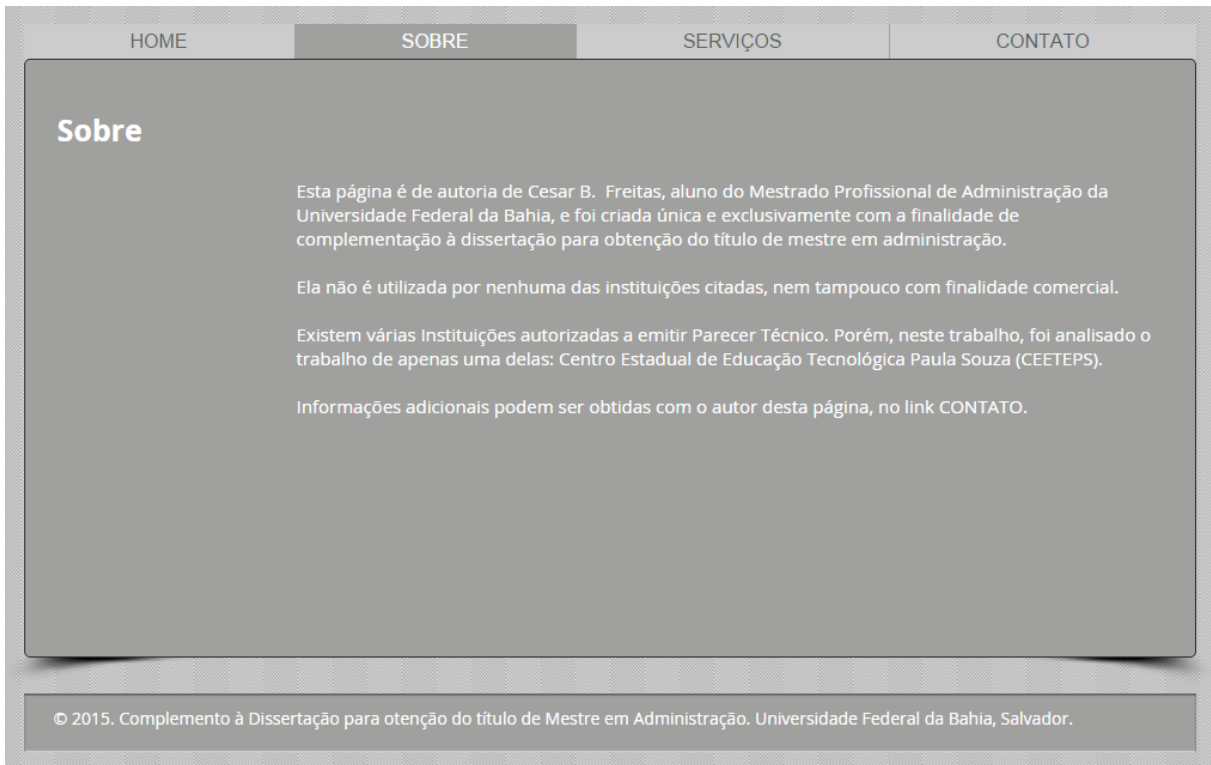 HOME SOBRE SERVIÇOS CONTATO
Sobre
Esta página é de autoria de Cesar B.  Freitas, aluno do Mestrado Profissional de Administração da
Universidade Federal da Bahia, e foi criada única e exclusivamente com a finalidade de
complementação à dissertação para obtenção do título de mestre em administração.
Ela não é utilizada por nenhuma das instituições citadas, nem tampouco com finalidade comercial.
Existem várias Instituições autorizadas a emitir Parecer Técnico. Porém, neste trabalho, foi analisado o
trabalho de apenas uma delas: Centro Estadual de Educação Tecnológica Paula Souza (CEETEPS).
Informações adicionais podem ser obtidas com o autor desta página, no link CONTATO.
© 2015. Complemento à Dissertação para otenção do título de Mestre em Administração. Universidade Federal da Bahia, Salvador.